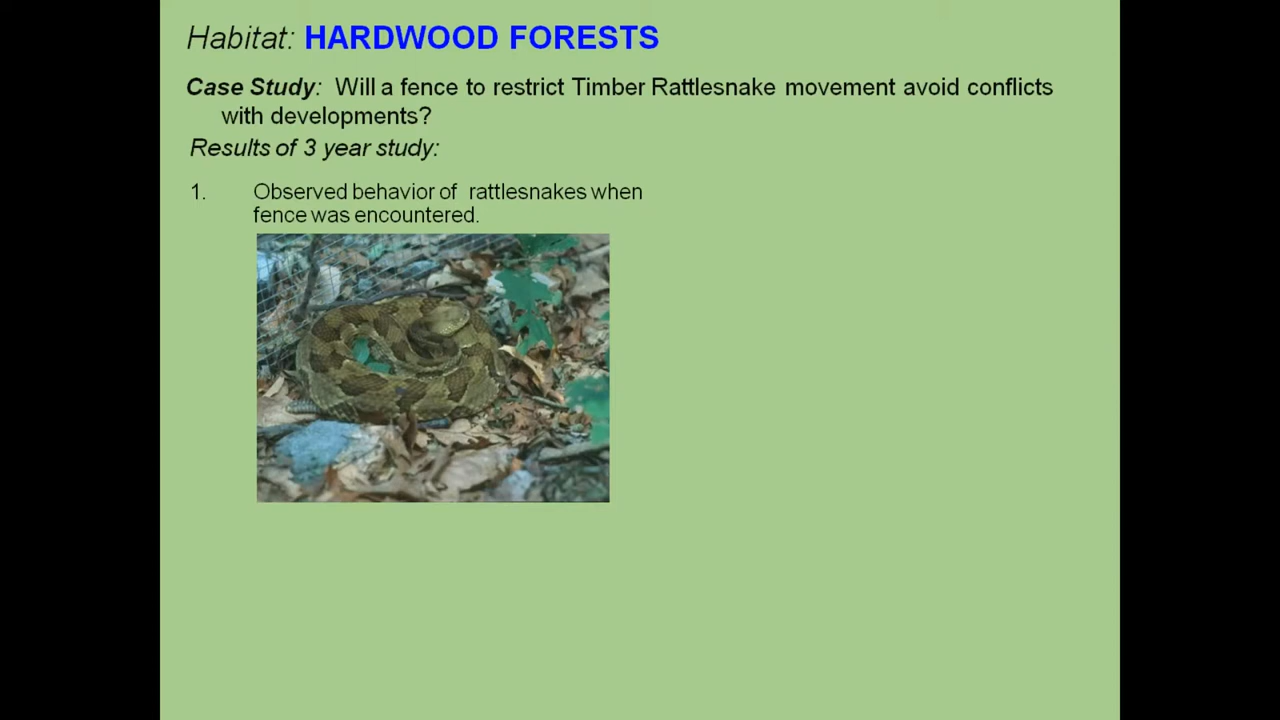 Habitat: HARDWOOD FORESTS
Case Study: Will a fence to restrict Timber Rattlesnake movement avoid conflicts
with developments?
Results of 3 year study:
1. Observed behavior of rattlesnakes when
fence was encountered.